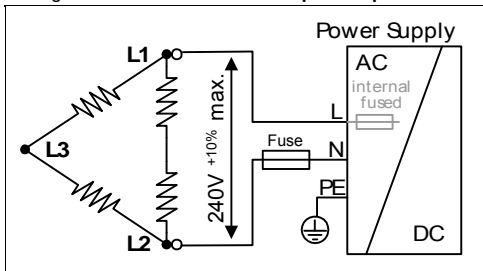 Power Supply
L1
AC
internal
fused
L
240V +10% max.
Fuse
N
L3
PE
L2
DC